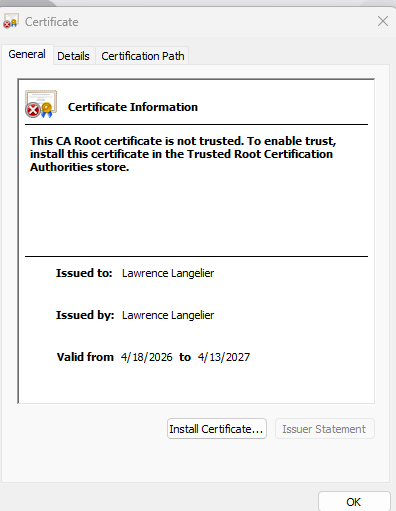 Certificate
General Details Certification Path
Certificate Information
This CA Root certificate is not trusted. To enable trust,
install this certificate in the Trusted Root Certification
Authorities store.
Issued to: Lawrence Langelier
Issued by: Lawrence Langelier
Valid from 4/18/2026 to 4/13/2027
Install Certificate... Issuer Statement
OK